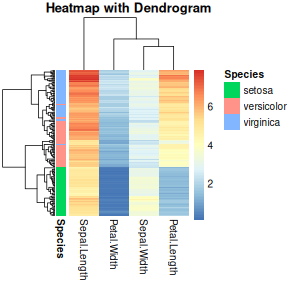 Heatmap with Dendrogram
Species
setosa
versicolor
virginica
6
4
2
Species
Sepal.Length
Petal.Width
Sepal.Width
Petal.Length